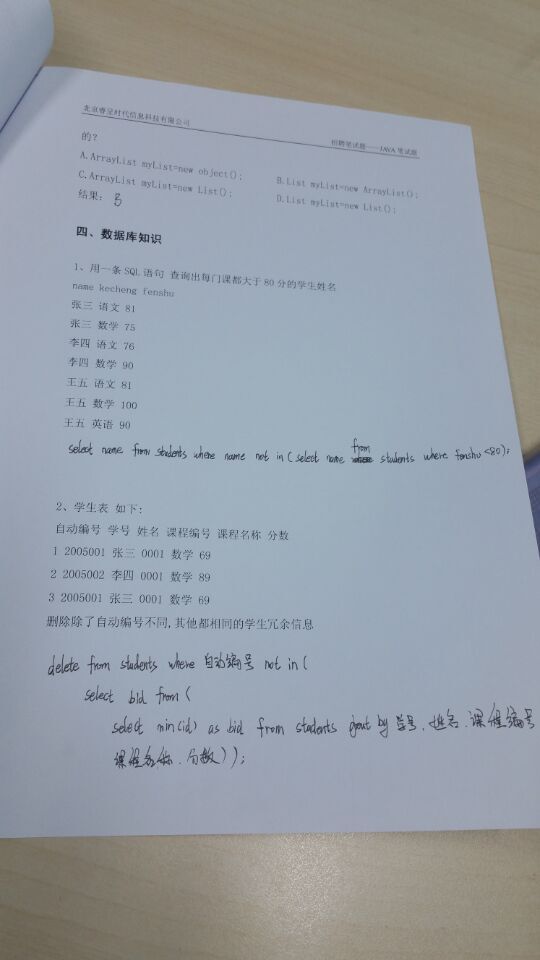 北京睿呈时代信息科技有限公司 招聘笔试题——JAVA 笔试题
的?
A.ArrayList myList=new object(); B.List myList=new ArrayList();
C.ArrayList myList=new List(); D.List myList=new List();
结果: B
四、数据库知识
1、用一条 SQL 语句 查询出每门课都大于 80 分的学生姓名
name kecheng fenshu
张三 语文 81
张三 数学 75
李四 语文 76
李四 数学 90
王五 语文 81
王五 数学 100
王五 英语 90
select name from students where name not in (select name from students where fenshu <80);
2、学生表 如下:
自动编号 学号 姓名 课程编号 课程名称 分数
1 2005001 张三 0001 数学 69
2 2005002 李四 0001 数学 89
3 2005001 张三 0001 数学 69
删除除了自动编号不同,其他都相同的学生冗余信息
delete from students where 自动编号 not in (
select bid from (
select min(id) as bid from students gout by 学号、姓名、课程编号
课程名称、分数));